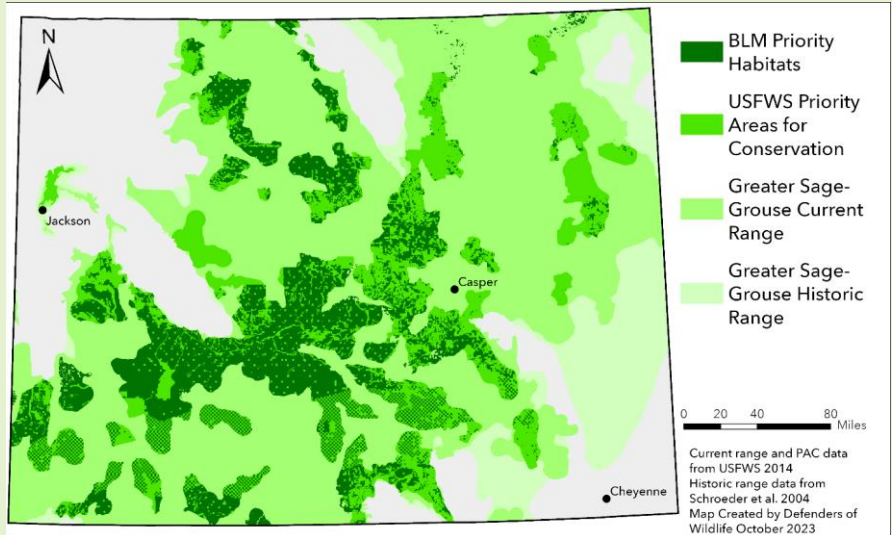 N
Jackson
Casper
Cheyenne
BLM Priority
Habitats
USFWS Priority
Areas for
Conservation
Greater Sage-
Grouse Current
Range
Greater Sage-
Grouse Historic
Range
0 20 40 80
Miles
Current range and PAC data
from USFWS 2014
Historic range data from
Schroeder et al. 2004
Map Created by Defenders of
Wildlife October 2023